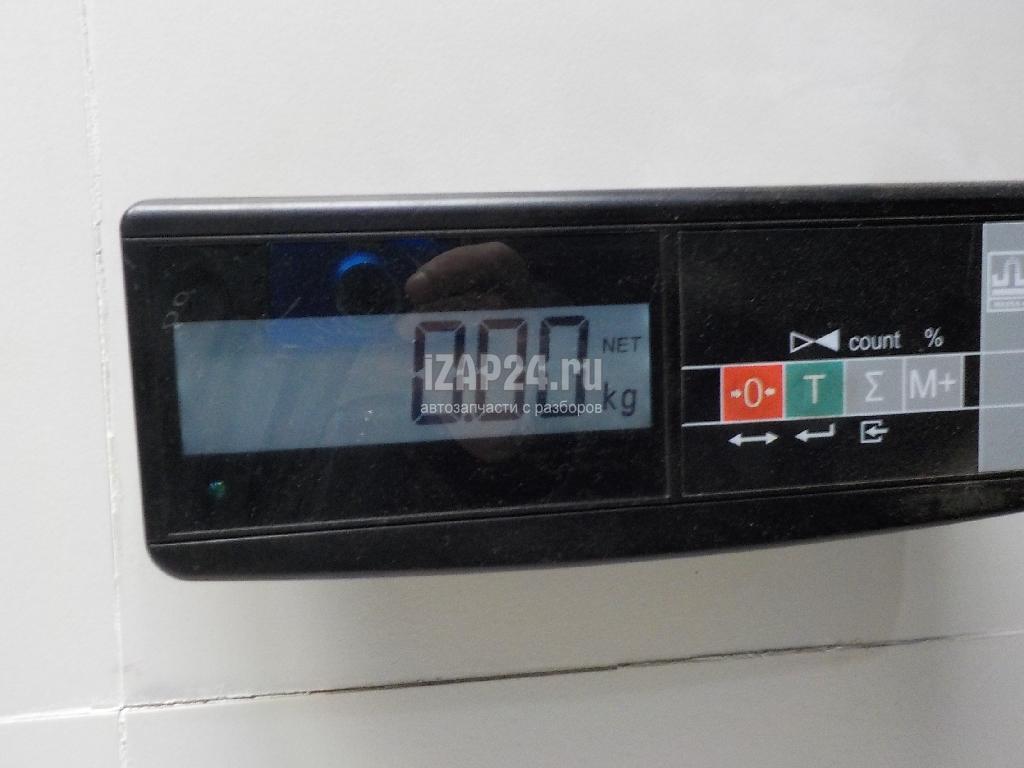 0.00 NET
kg
iZAP24.ru
автозапчасти с разборов
count %
0 T Σ M+